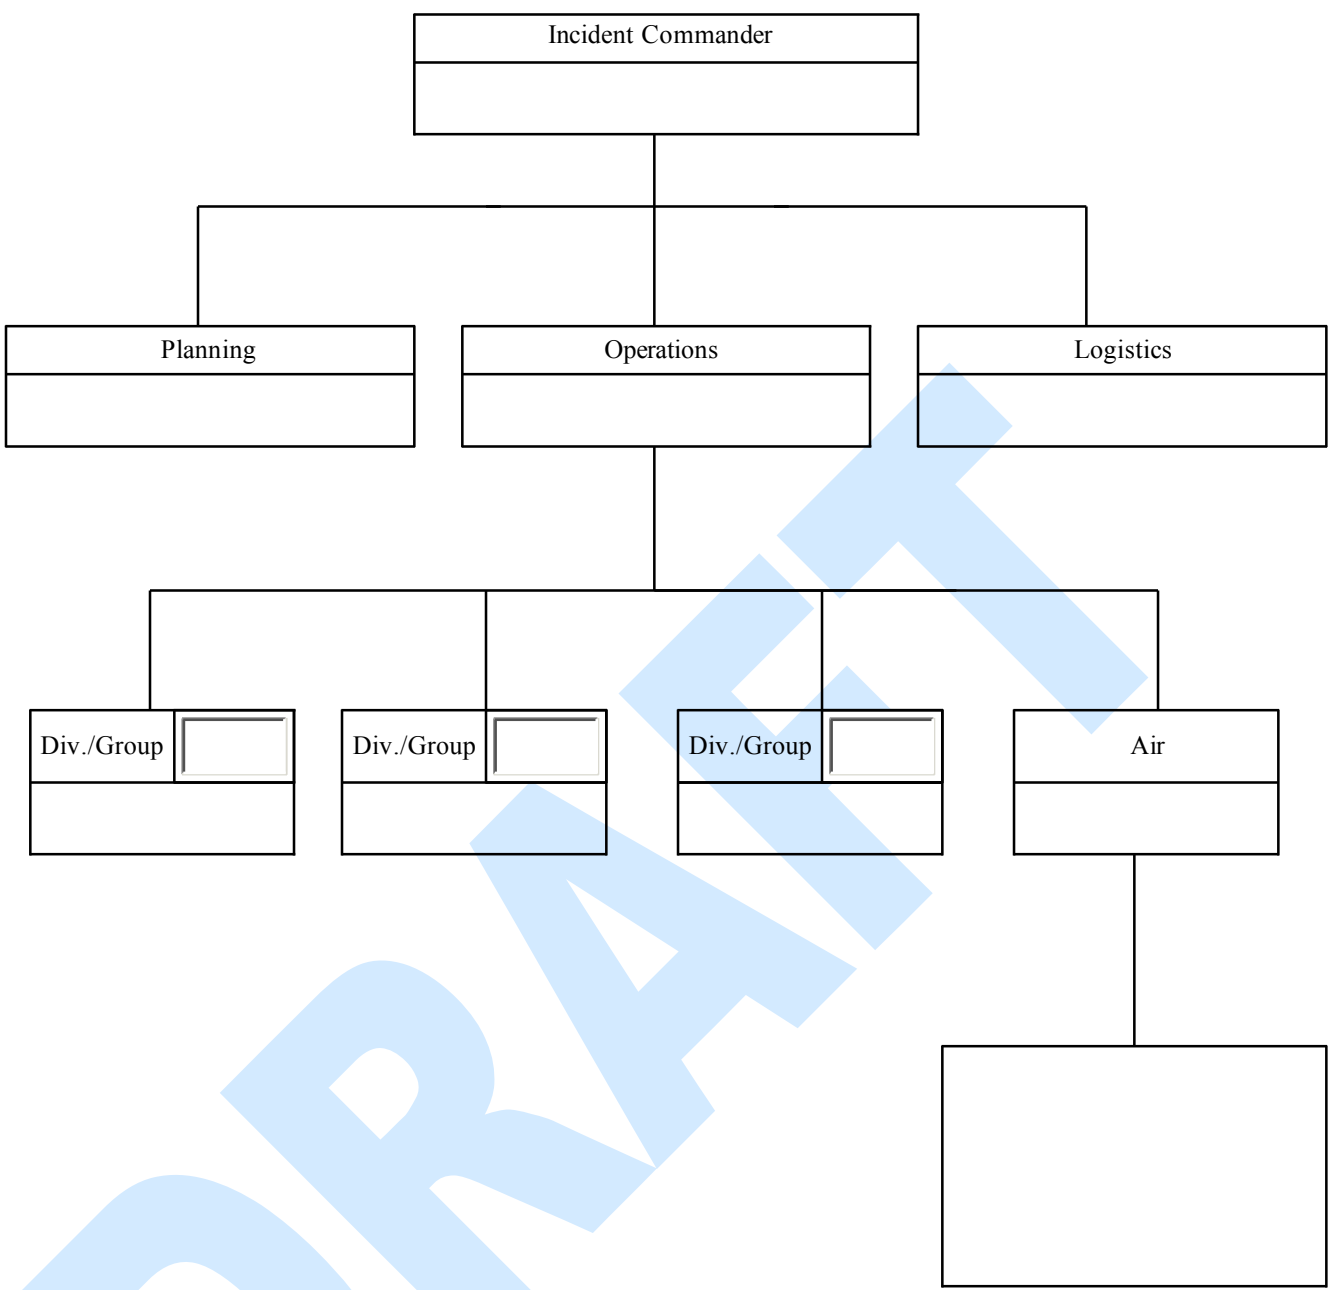 Incident Commander
Planning
Operations
Logistics
Div./Group
Div./Group
Div./Group
Air
DRAFT